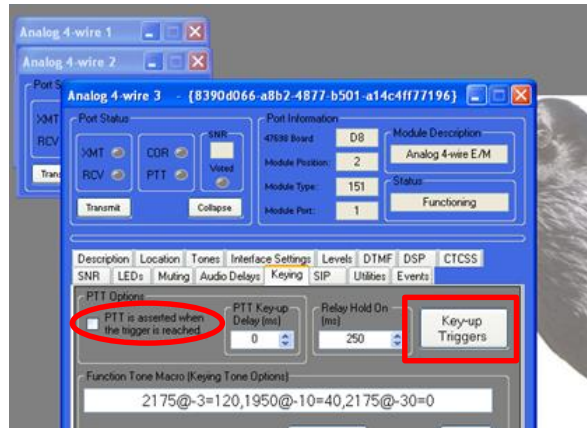 Analog 4-wire 1
Analog 4-wire 2
Port S
XMT
RCV
Tran
Analog 4-wire 3 - {8390d066-a8b2-4877-b501-a14c4ff77196}
Port Status
XMT
COR
SNR
RCV
PTT
Voted
Transmit
Collapse
Port Information
47698 Board
D8
Module Position:
2
Module Type:
151
Module Port:
1
Module Description
Analog 4-wire E/M
Status
Functioning
Description Location Tones Interface Settings Levels DTMF DSP CTCSS
SNR LEDs Muting Audio Delays Keying SIP Utilities Events
PTT Options
PTT is asserted when
the trigger is reached
PTT Key-up
Delay (ms)
0
Relay Hold On
(ms)
250
Key-up
Triggers
Function Tone Macro (Keying Tone Options)
2175@-3=120,1950@-10=40,2175@-30=0